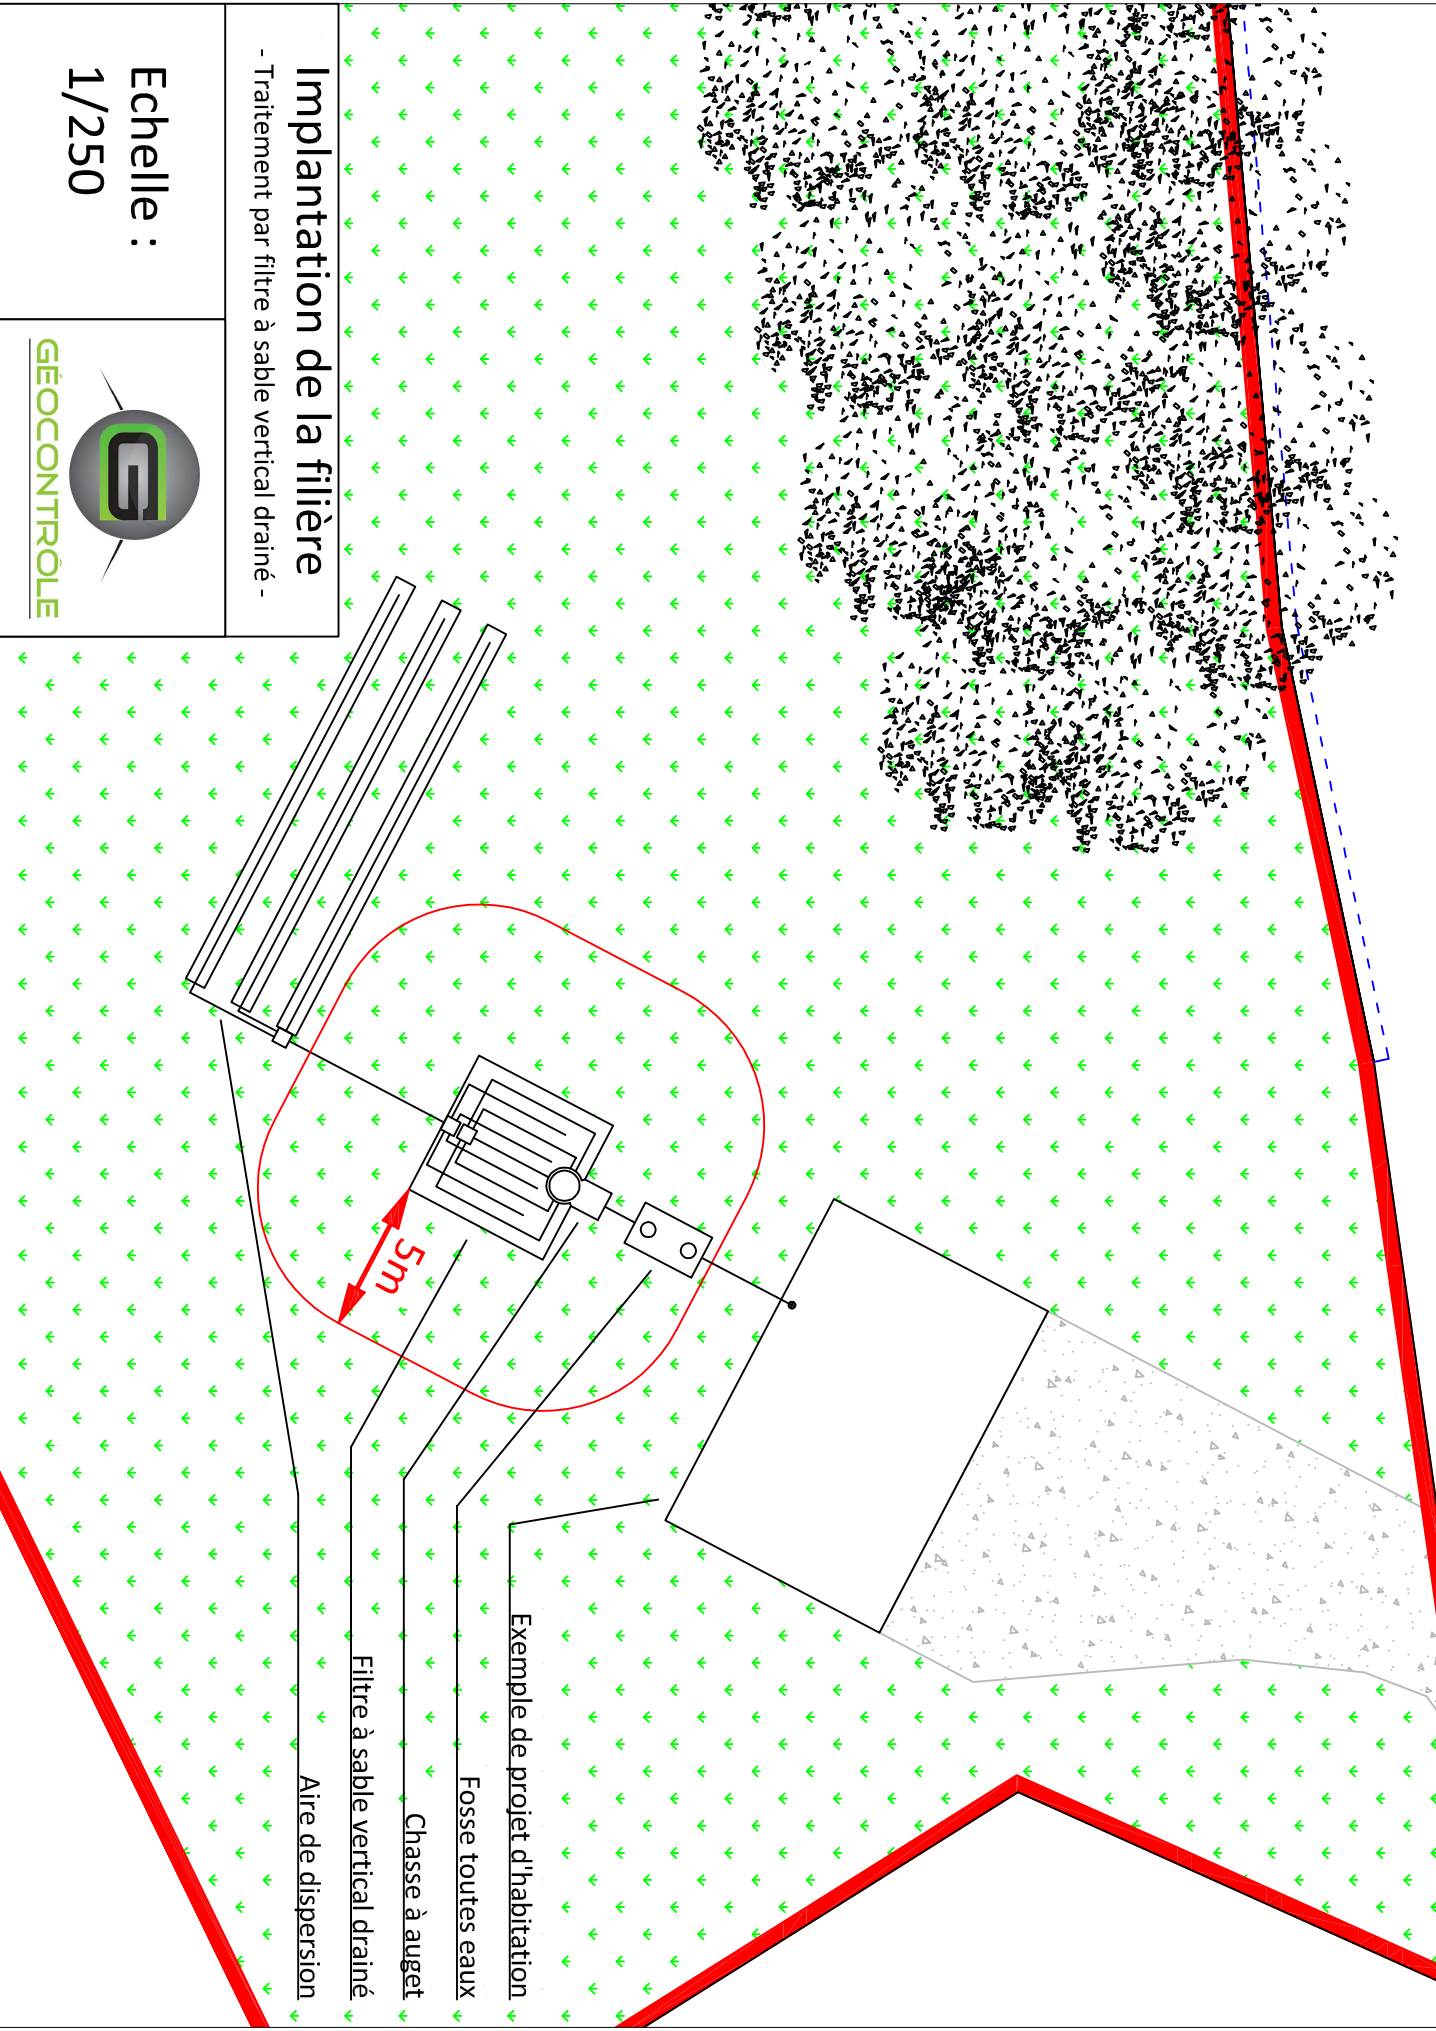 Implantation de la filière
- Traitement par filtre à sable vertical drainé -
Echelle :
1/250
G
GÉOCONTRÔLE
5m
Exemple de projet d'habitation
Fosse toutes eaux
Chasse à auget
Filtre à sable vertical drainé
Aire de dispersion